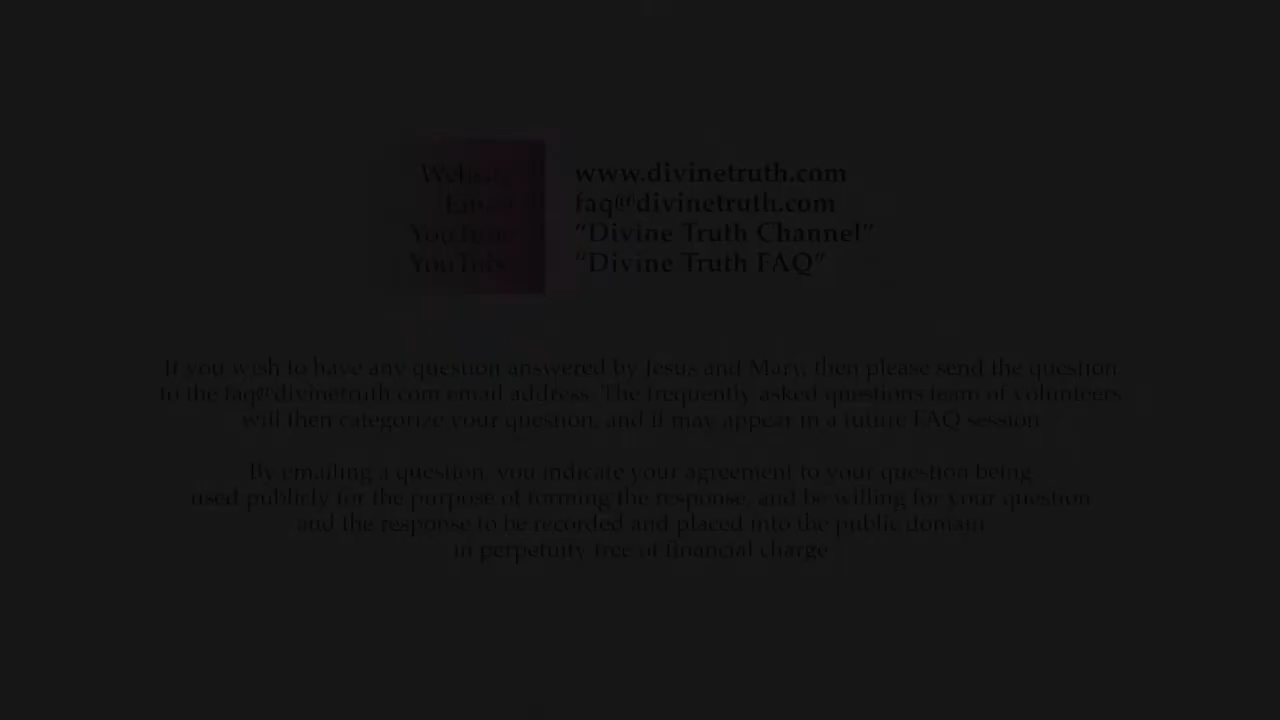 Website www.divinetruth.com
Email faq@divinetruth.com
YouTube “Divine Truth Channel”
YouTube “Divine Truth FAQ”
If you wish to have any question answered by Jesus and Mary, then please send the question
to the faq@divinetruth.com email address. The frequently asked questions team of volunteers
will then categorize your question, and it may appear in a future FAQ session.
By emailing a question, you indicate your agreement to your question being
used publicly for the purpose of forming the response, and be willing for your question
and the response to be recorded and placed into the public domain
in perpetuity free of financial charge